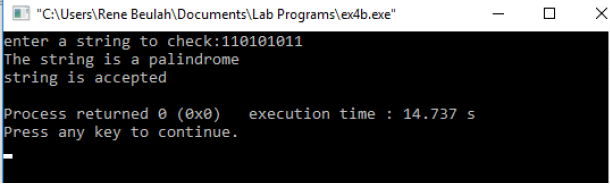 "C:\Users\Rene Beulah\Documents\Lab Programs\ex4b.exe"
enter a string to check:110101011
The string is a palindrome
string is accepted
Process returned 0 (0x0)   execution time : 14.737 s
Press any key to continue.